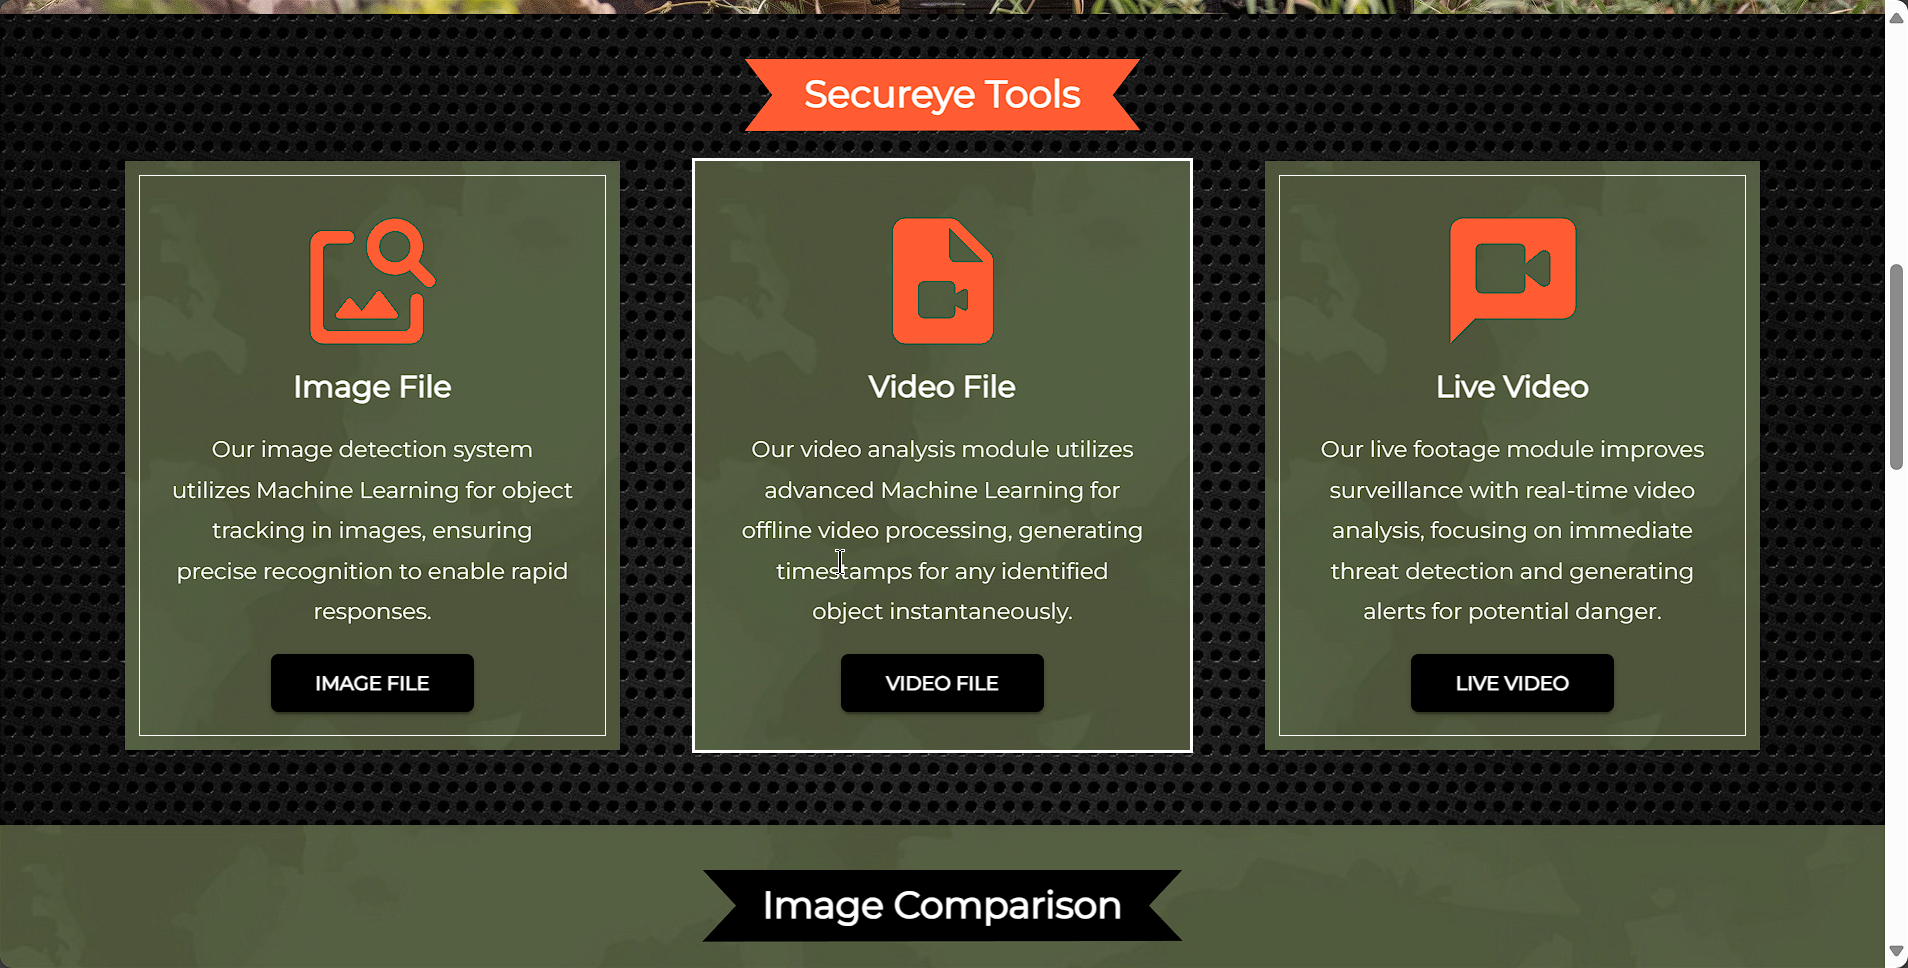 Secureye Tools
Image File
Our image detection system
utilizes Machine Learning for object
tracking in images, ensuring
precise recognition to enable rapid
responses.
IMAGE FILE
Video File
Our video analysis module utilizes
advanced Machine Learning for
offline video processing, generating
timestamps for any identified
object instantaneously.
VIDEO FILE
Live Video
Our live footage module improves
surveillance with real-time video
analysis, focusing on immediate
threat detection and generating
alerts for potential danger.
LIVE VIDEO
Image Comparison